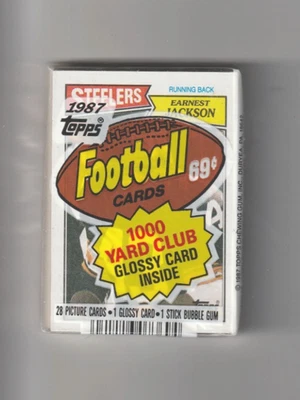 STEELERS
RUNNING BACK
EARNEST
JACKSON
1987
Topps
Football
69¢
CARDS
1000
YARD CLUB
GLOSSY CARD
INSIDE
28 PICTURE CARDS • 1 GLOSSY CARD • 1 STICK BUBBLE GUM